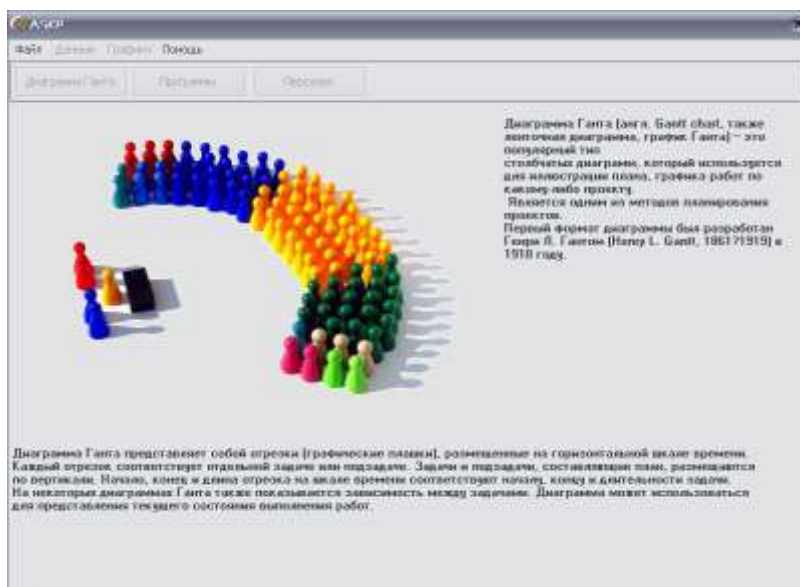 ASKP
Файл Данные Графики Помощь
Диаграмма Ганта Программы Персонал
Диаграмма Ганта (англ. Gantt chart, также
ленточная диаграмма, график Ганта) – это
популярный тип
столбчатых диаграмм, который используется
для иллюстрации плана, графика работ по
какому-либо проекту.
Является одним из методов планирования
проектов.
Первый формат диаграммы был разработан
Генри Л. Гантом (Henry L. Gantt, 1861?1919) в
1910 году.
Диаграмма Ганта представляет собой отрезки (графические плашки), размещенные на горизонтальной шкале времени.
Каждый отрезок соответствует отдельной задаче или подзадаче. Задачи и подзадачи, составляющие план, размещаются
по вертикали. Начало, конец и длина отрезка на шкале времени соответствуют началу, концу и длительности задачи.
На некоторых диаграммах Ганта также показывается зависимость между задачами. Диаграмма может использоваться
для представления текущего состояния выполнения работ.